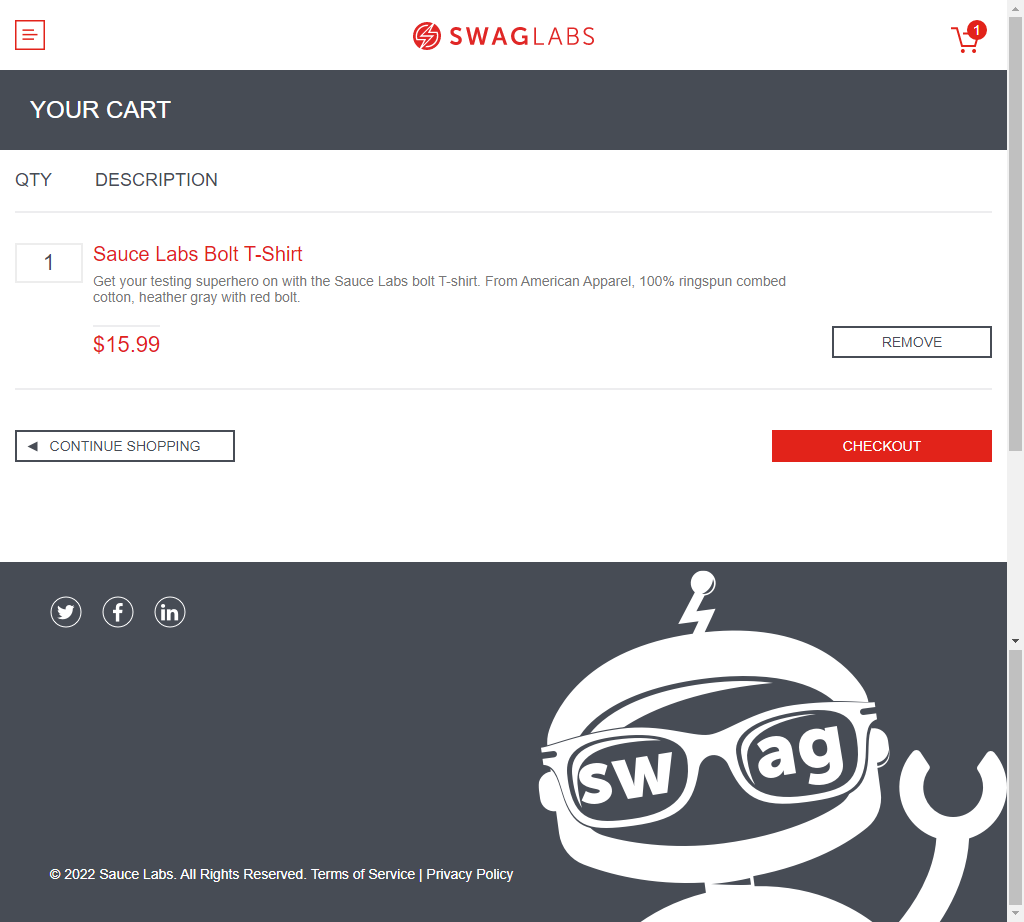 SWAGLABS
1
YOUR CART
QTY DESCRIPTION
1
Sauce Labs Bolt T-Shirt
Get your testing superhero on with the Sauce Labs bolt T-shirt. From American Apparel, 100% ringspun combed
cotton, heather gray with red bolt.
$15.99
REMOVE
CONTINUE SHOPPING
CHECKOUT
swag
© 2022 Sauce Labs. All Rights Reserved. Terms of Service | Privacy Policy